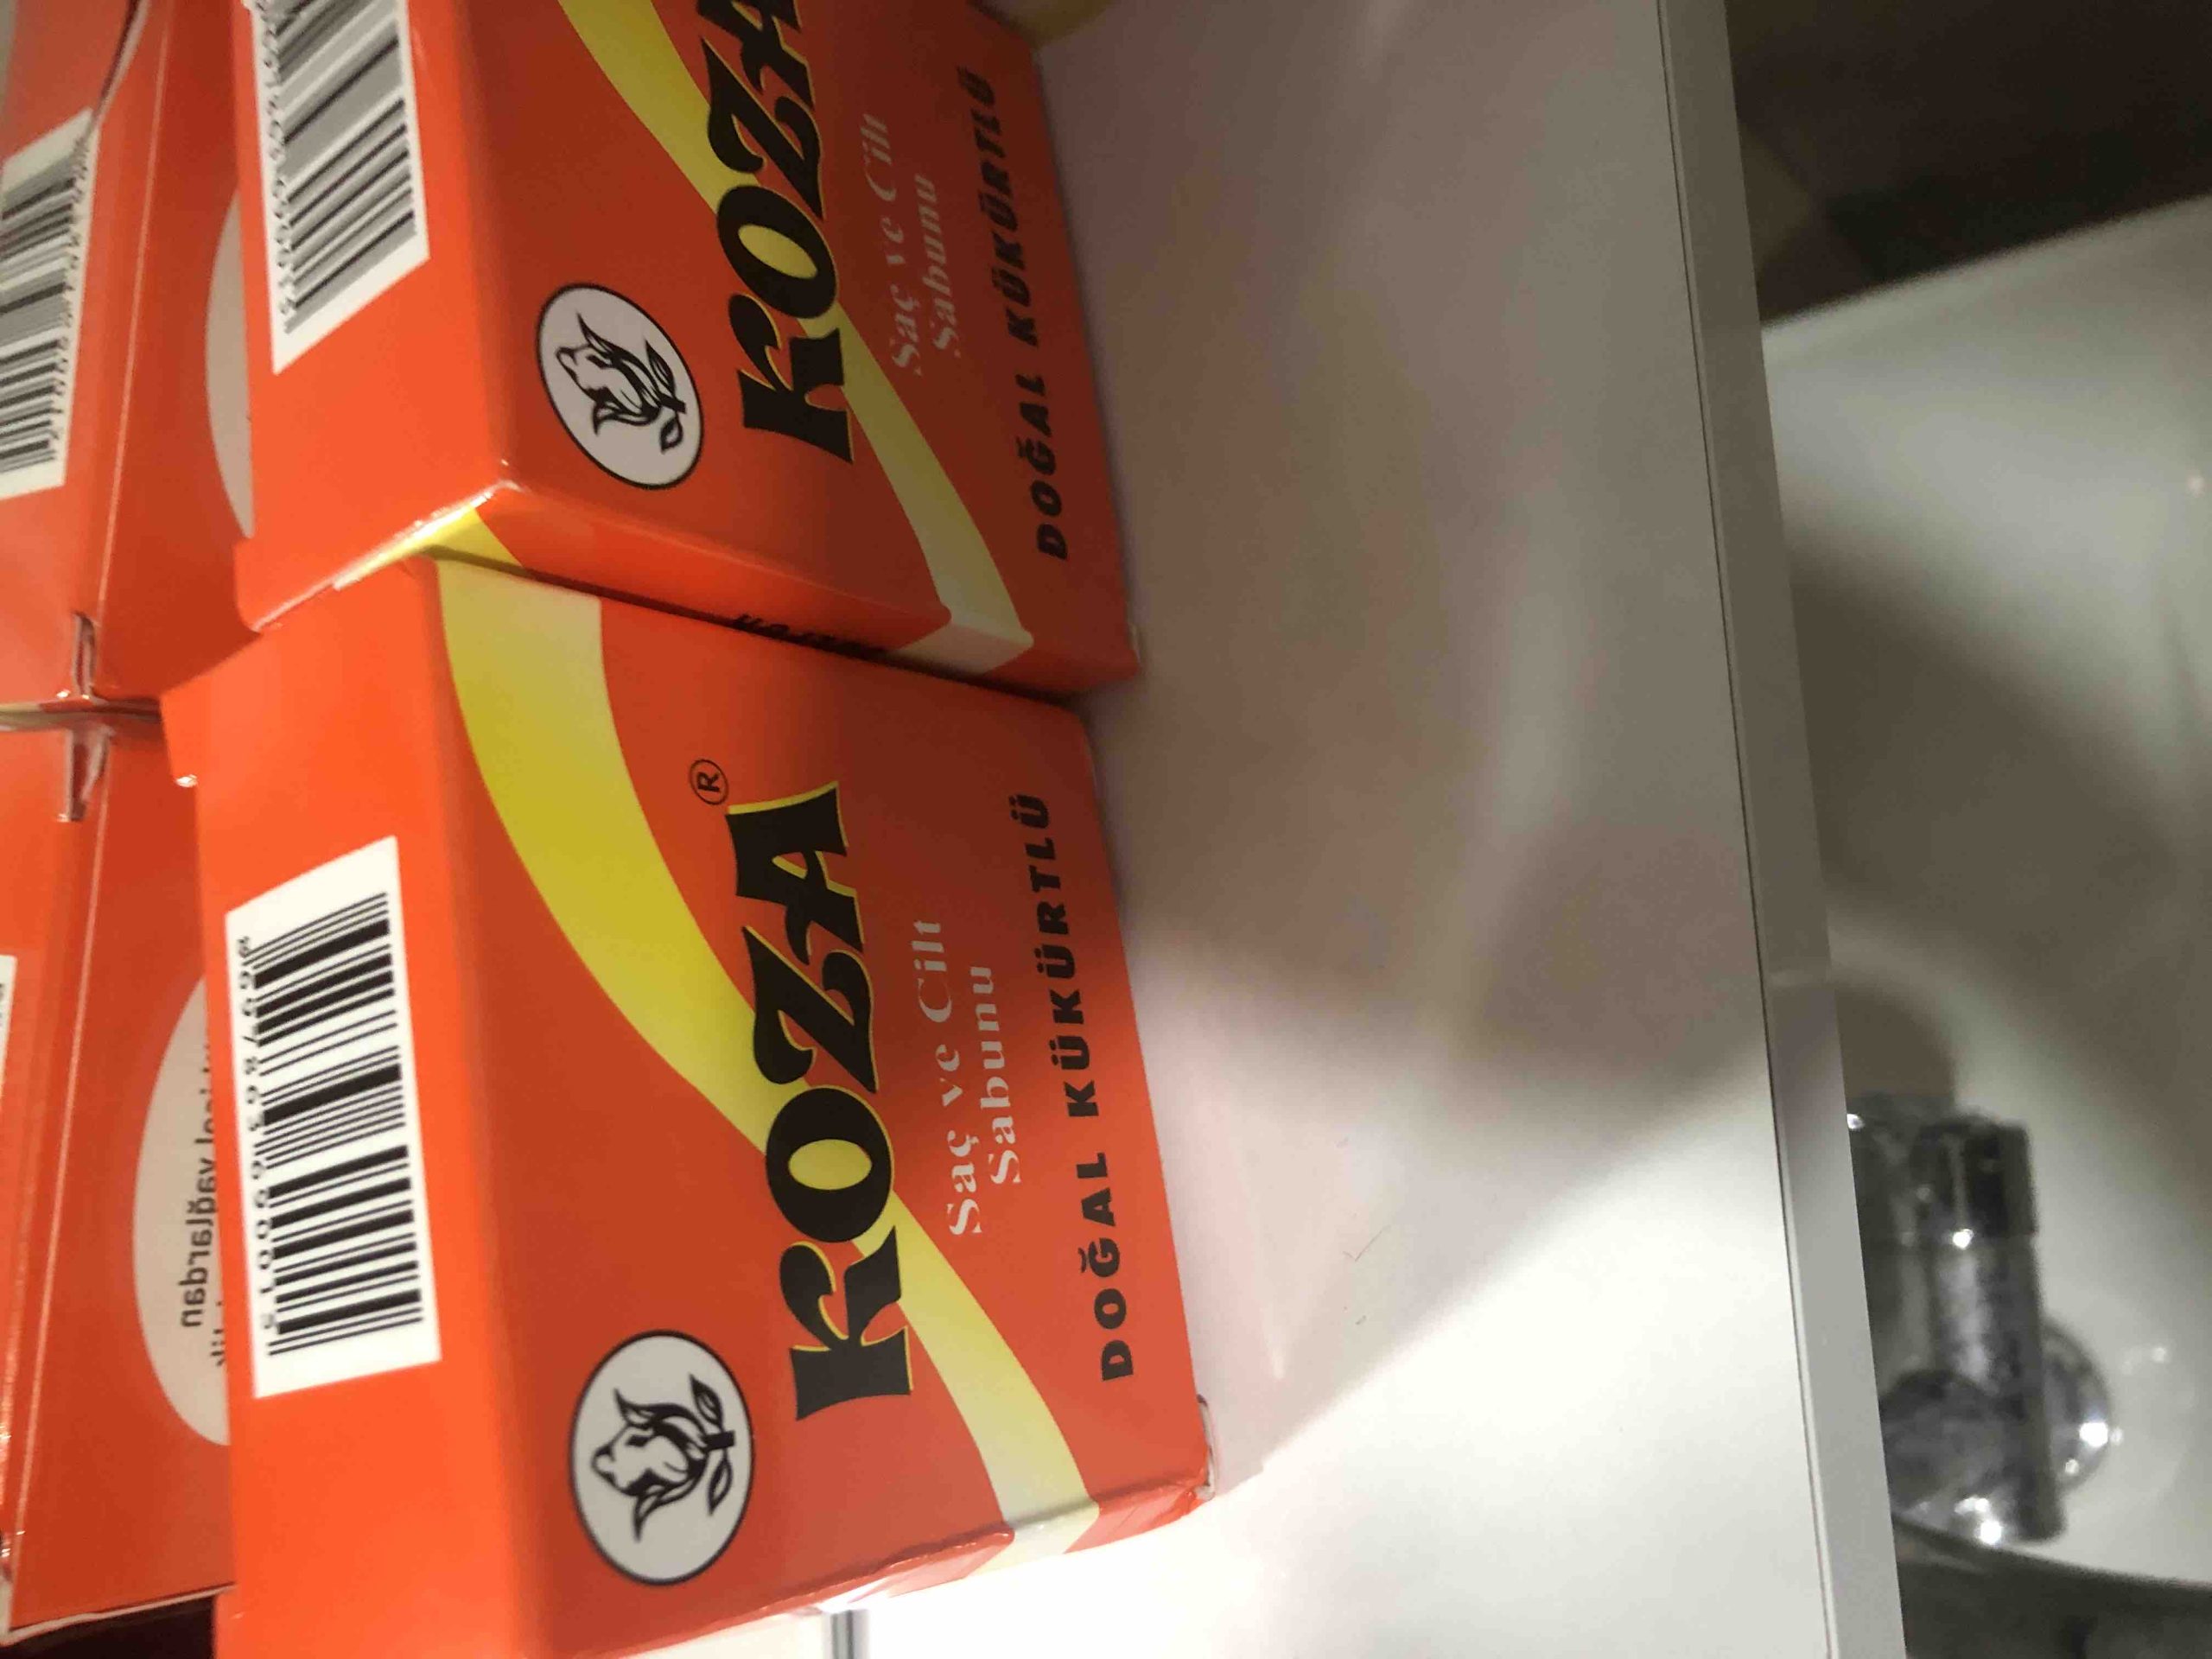 KOZA
Saç ve Cilt
Sabunu
DOĞAL KÜKÜRTLÜ
KOZA®
Saç ve Cilt
Sabunu
DOĞAL KÜKÜRTLÜ
yağlardan